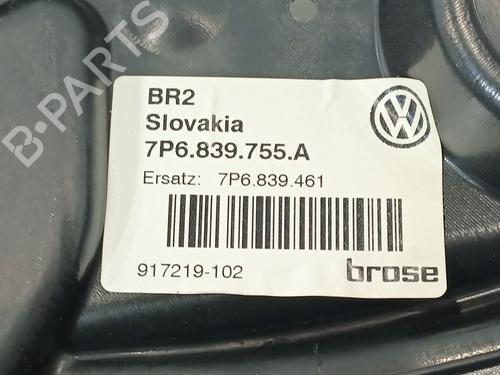 B-PARTS
BR2
Slovakia
7P6.839.755.A
Ersatz: 7P6.839.461
917219-102
brose